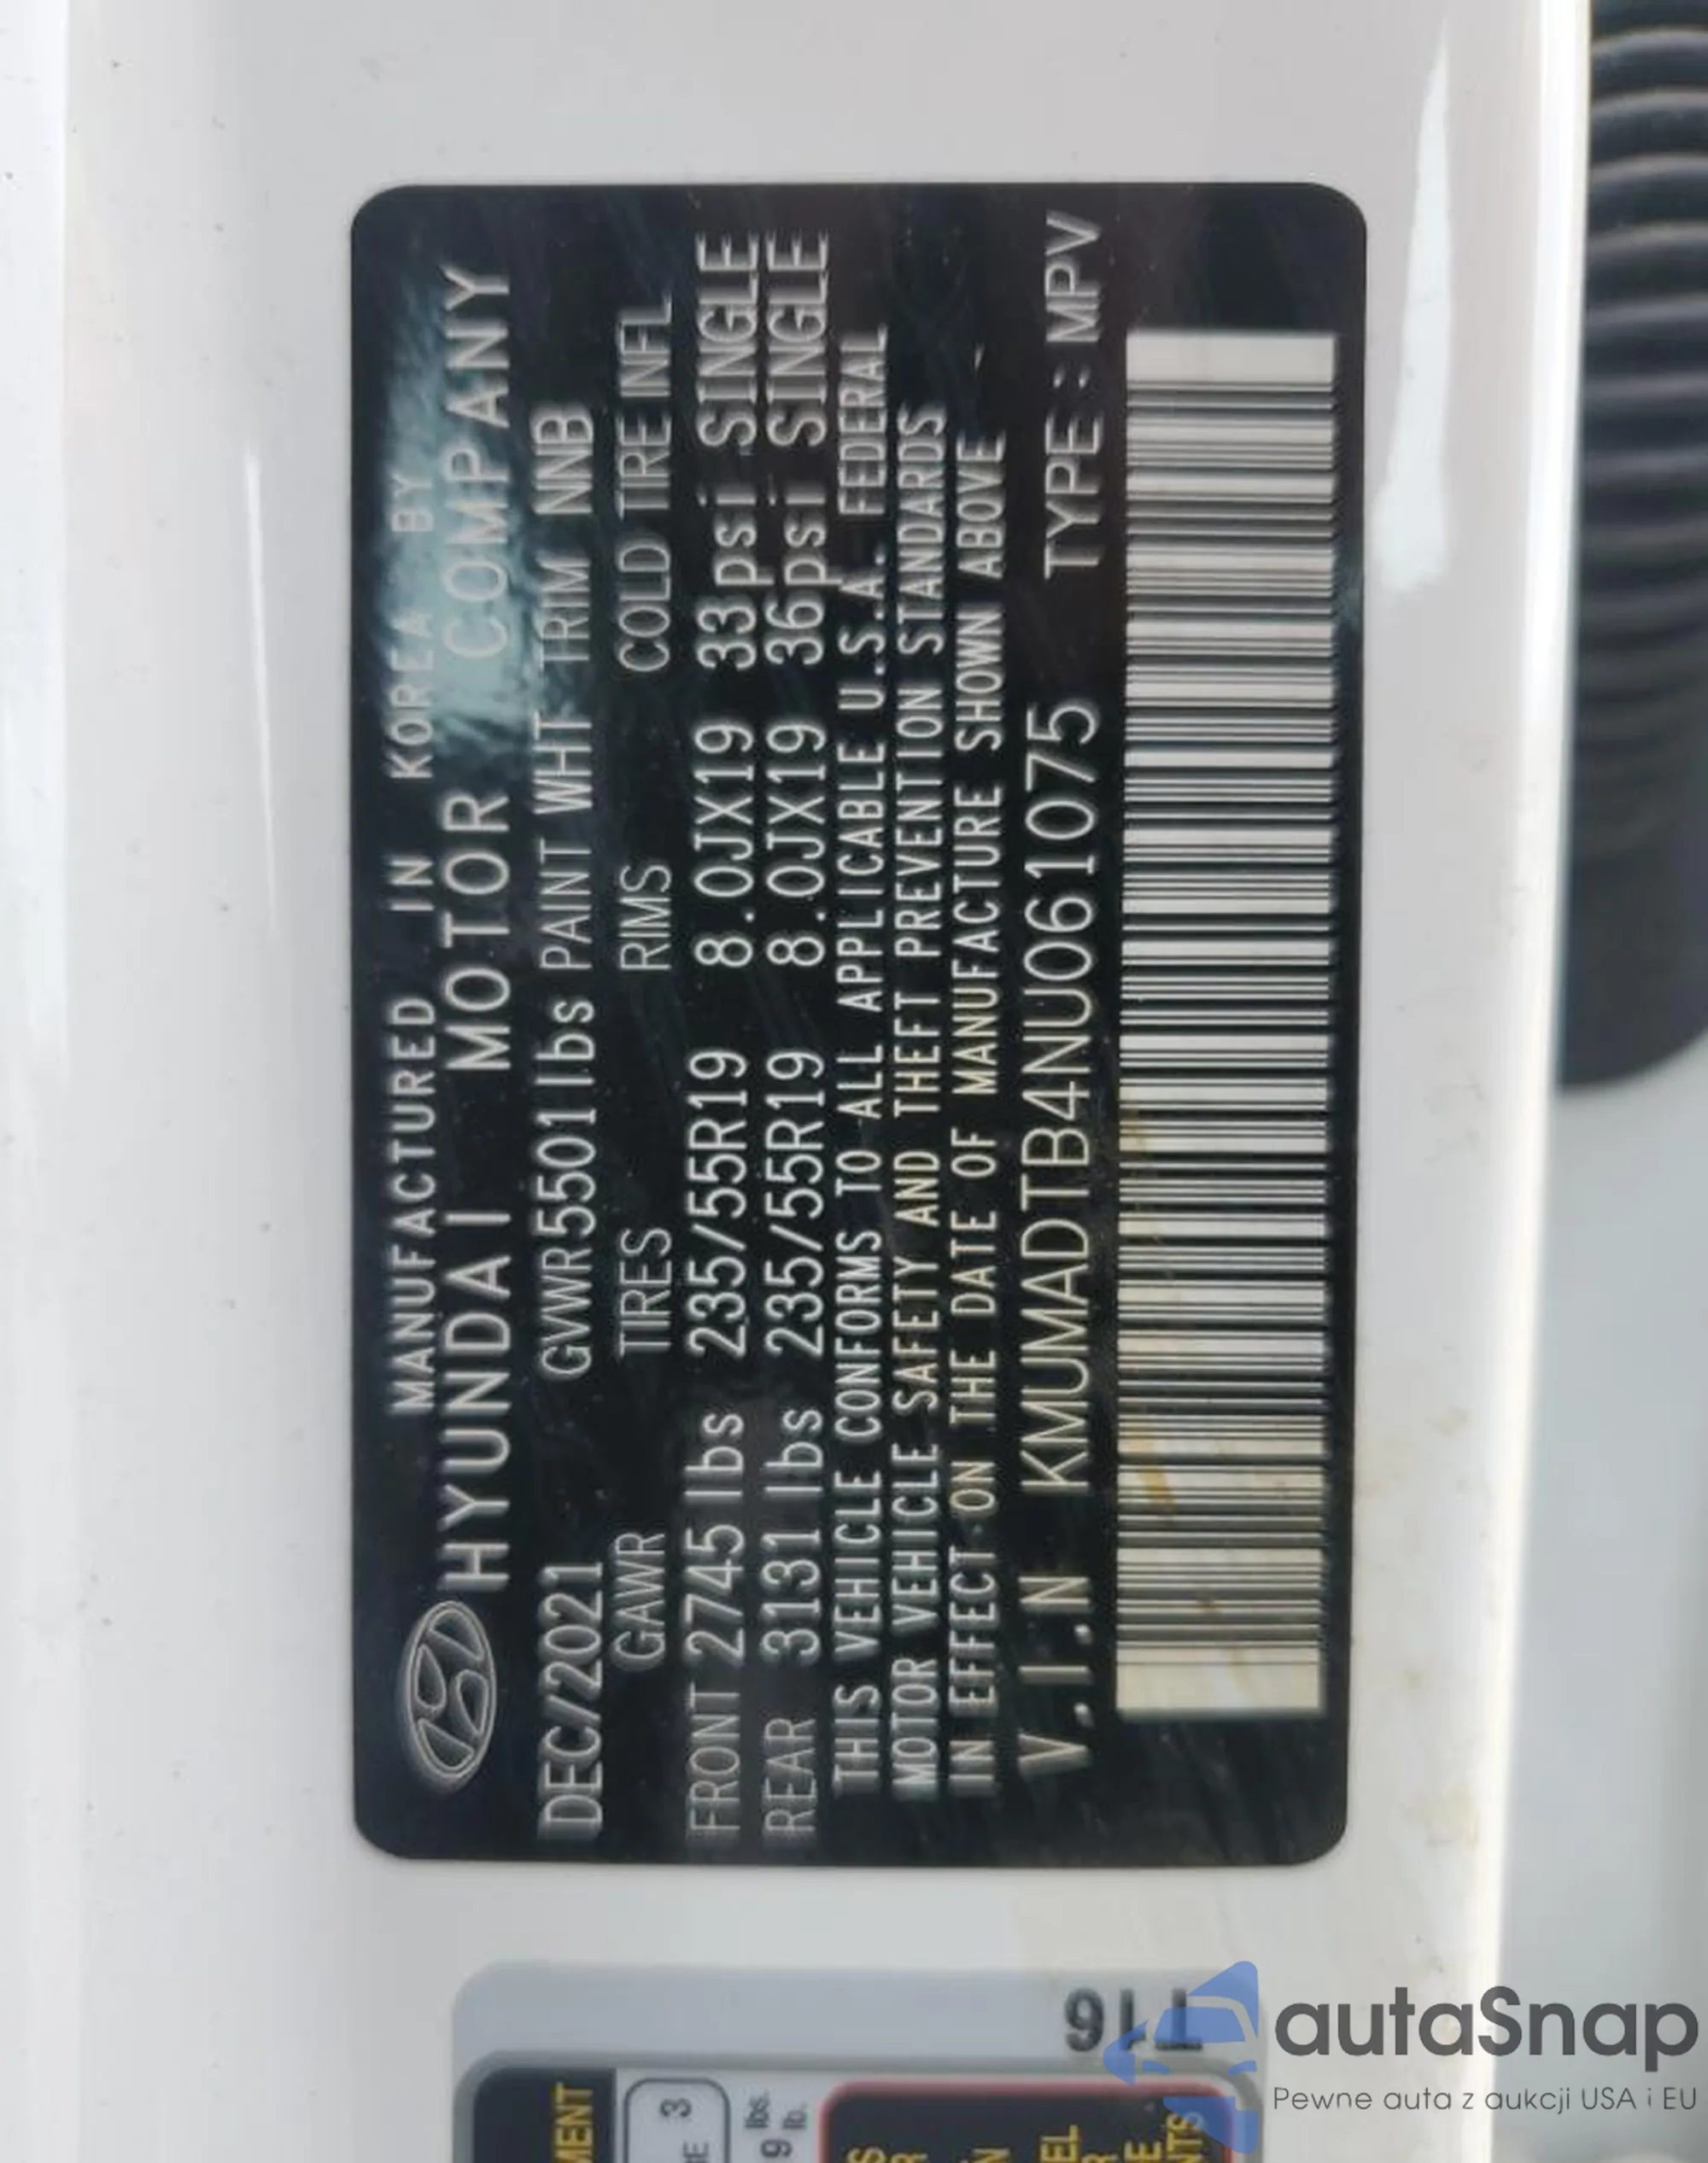 MANUFACTURED IN KOREA BY
HYUNDAI MOTOR COMPANY
DEC/2021 GVWR5501lbs PAINT WHT TRIM NNB
GAWR TIRES RIMS COLD TIRE INFL
FRONT 2745 lbs 235/55R19 8.0JX19 33psi SINGLE
REAR 3131 lbs 235/55R19 8.0JX19 36psi SINGLE
THIS VEHICLE CONFORMS TO ALL APPLICABLE U.S.A. FEDERAL
MOTOR VEHICLE SAFETY AND THEFT PREVENTION STANDARDS
IN EFFECT ON THE DATE OF MANUFACTURE SHOWN ABOVE
V.I.N KMUMADTB4NU061075 TYPE : MPV
T16
autaSnap
Pewne auta z aukcji USA i EU